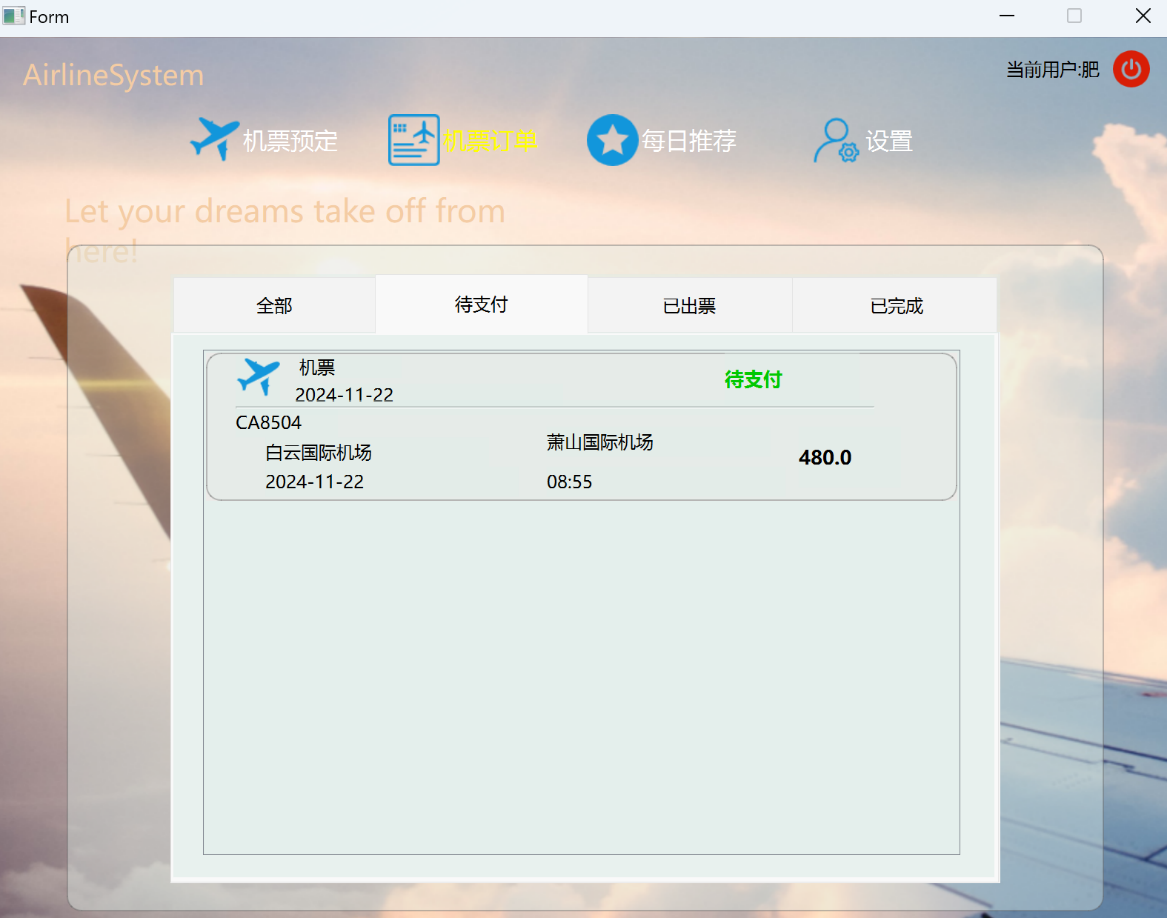 Form
AirlineSystem
当前用户:肥
机票预定
机票订单
每日推荐
设置
Let your dreams take off from
here!
全部
待支付
已出票
已完成
机票
待支付
2024-11-22
CA8504
白云国际机场
萧山国际机场
480.0
2024-11-22
08:55